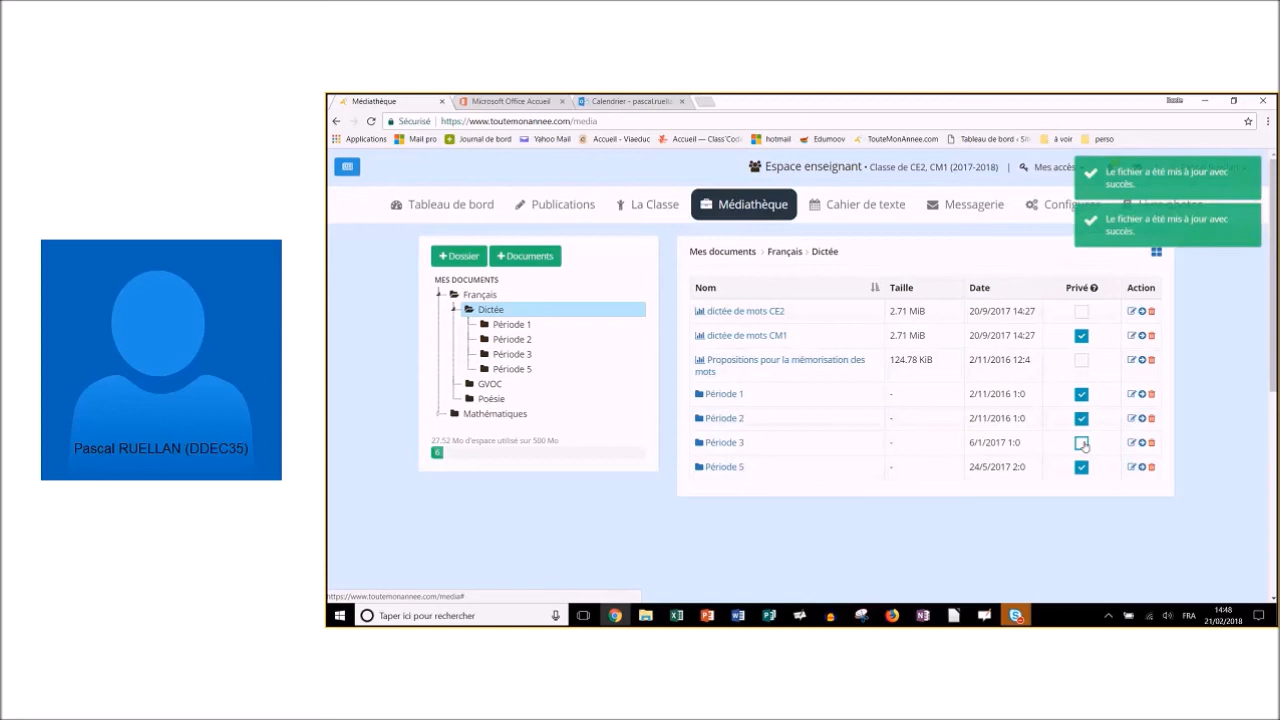 Médiathèque
Microsoft Office Accueil
Calendrier - pascal.ruell
Sécurisé
https://www.toutemonannee.com/media
Applications
Mail pro
Journal de bord
Yahoo Mail
Accueil - Viaeduc
Accueil — Class'Code
hotmail
Edumoov
TouteMonAnnee.com
Tableau de bord ‹ S
à voir
perso
Espace enseignant • Classe de CE2, CM1 (2017-2018)
Mes accès
Le fichier a été mis à jour avec
succès.
Le fichier a été mis à jour avec
succès.
Tableau de bord
Publications
La Classe
Médiathèque
Cahier de texte
Messagerie
Configure
+Dossier
+Documents
MES DOCUMENTS
Français
Dictée
Période 1
Période 2
Période 3
Période 5
GVOC
Poésie
Mathématiques
27.52 Mo d'espace utilisé sur 500 Mo
6
Mes documents › Français › Dictée
Nom Taille Date Privé Action
dictée de mots CE2 2.71 MiB 20/9/2017 14:27
dictée de mots CM1 2.71 MiB 20/9/2017 14:27
Propositions pour la mémorisation des 124.78 KiB 2/11/2016 12:4
mots
Période 1 - 2/11/2016 1:0
Période 2 - 2/11/2016 1:0
Période 3 - 6/1/2017 1:0
Période 5 - 24/5/2017 2:0
Pascal RUELLAN (DDEC35)
https://www.toutemonannee.com/media#
Taper ici pour rechercher
FRA
14:48
21/02/2018